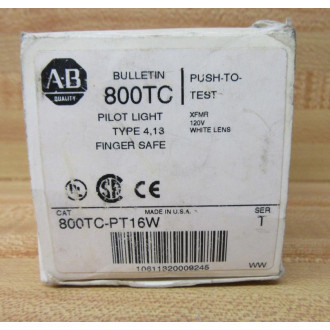 A-B
QUALITY
BULLETIN
800TC
PILOT LIGHT
TYPE 4,13
FINGER SAFE
PUSH-TO-
TEST
XFMR
120V
WHITE LENS
CE
CAT
MADE IN U.S.A.
SER
800TC-PT16W
T
10611320009245
WW